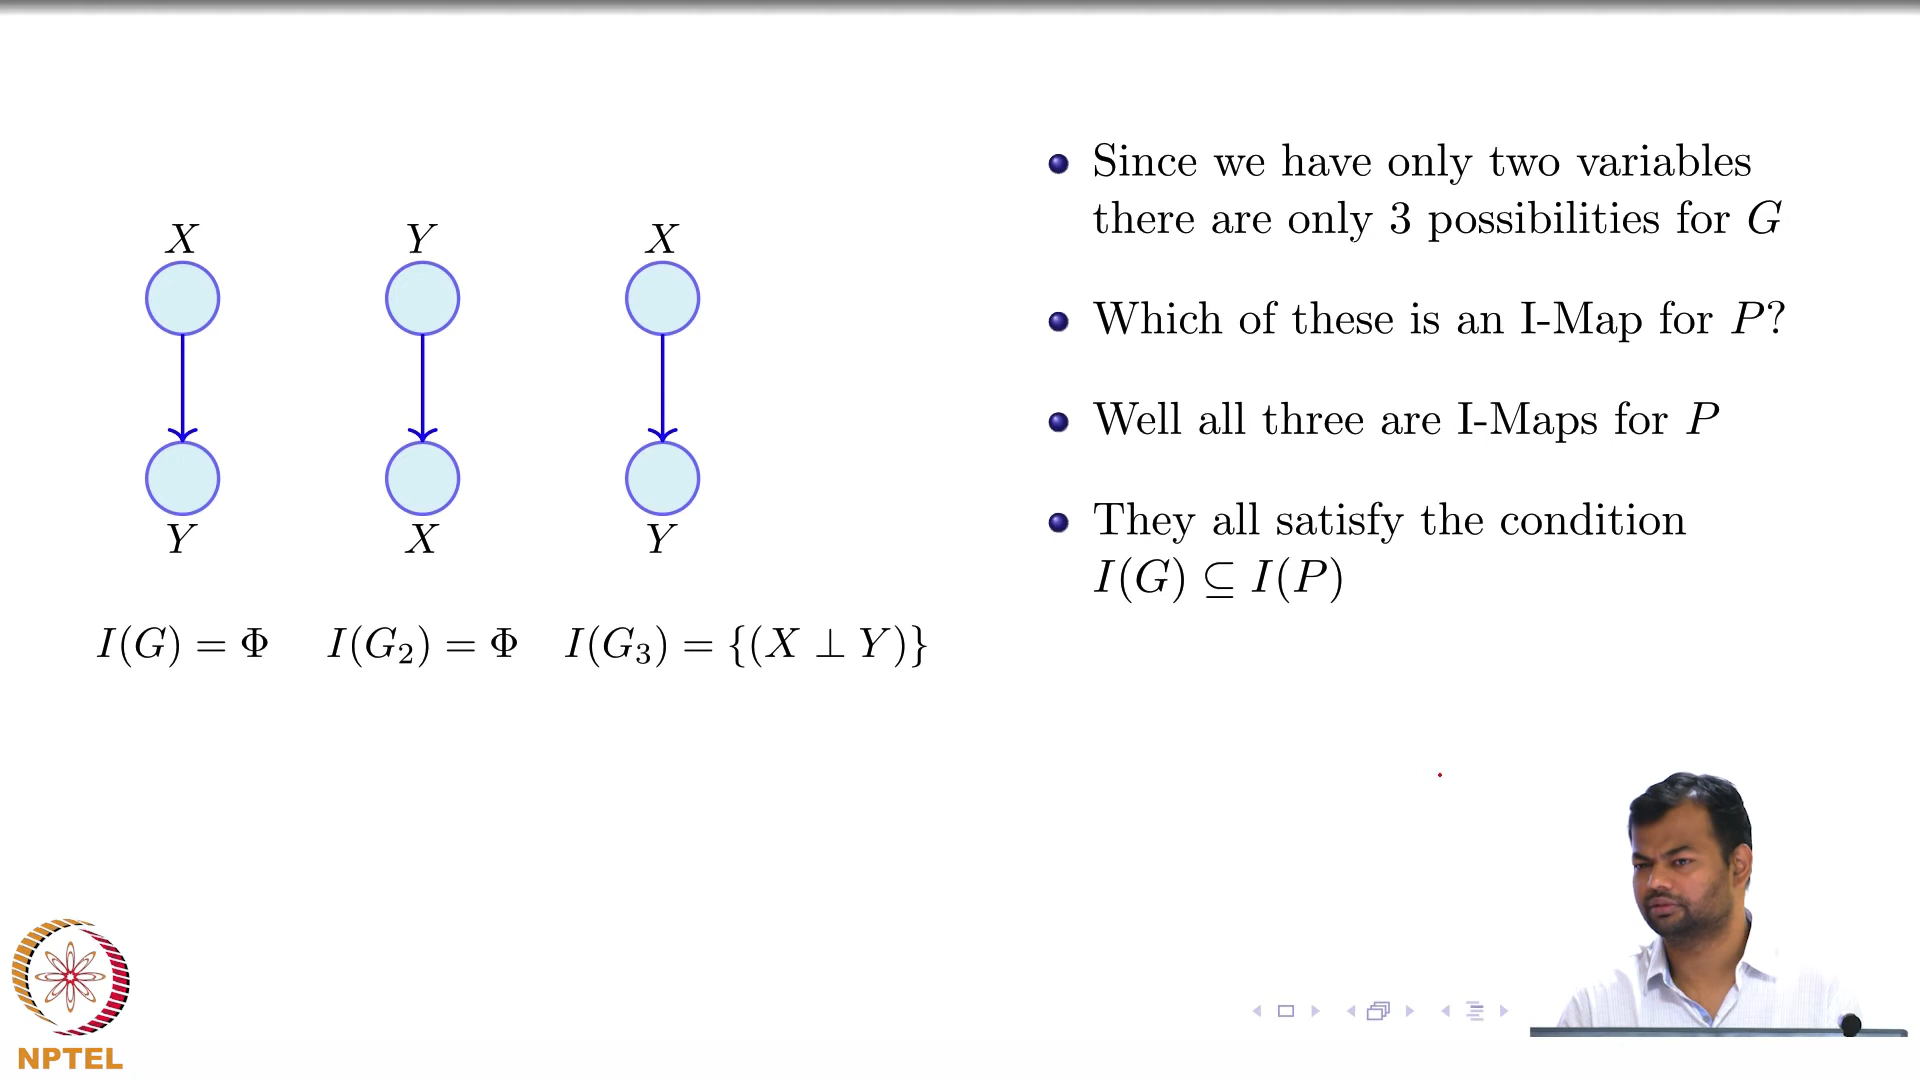 X Y X
Y X Y
I(G) = Φ I(G₂) = Φ I(G₃) = {(X ⊥ Y)}
Since we have only two variables
there are only 3 possibilities for G
Which of these is an I-Map for P?
Well all three are I-Maps for P
They all satisfy the condition
I(G) ⊆ I(P)
NPTEL